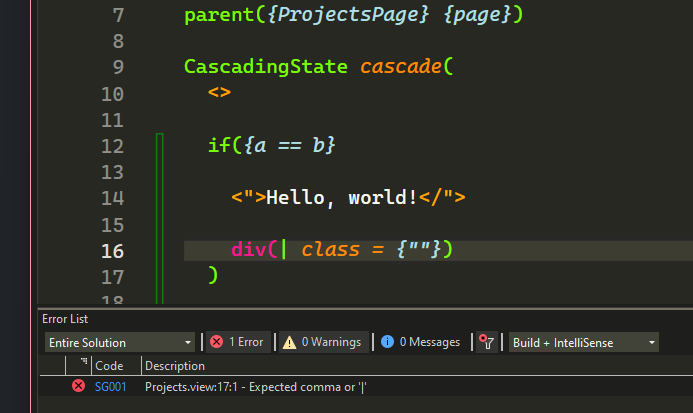 7 parent({ProjectsPage} {page})
8
9 CascadingState cascade(
10 <>
11
12 if({a == b}
13
14 <">Hello, world!</">
15
16 div(| class = {""})
17 )
18
Error List
Entire Solution 1 Error 0 Warnings 0 Messages Build + IntelliSense
Code Description
SG001 Projects.view:17:1 - Expected comma or '|'